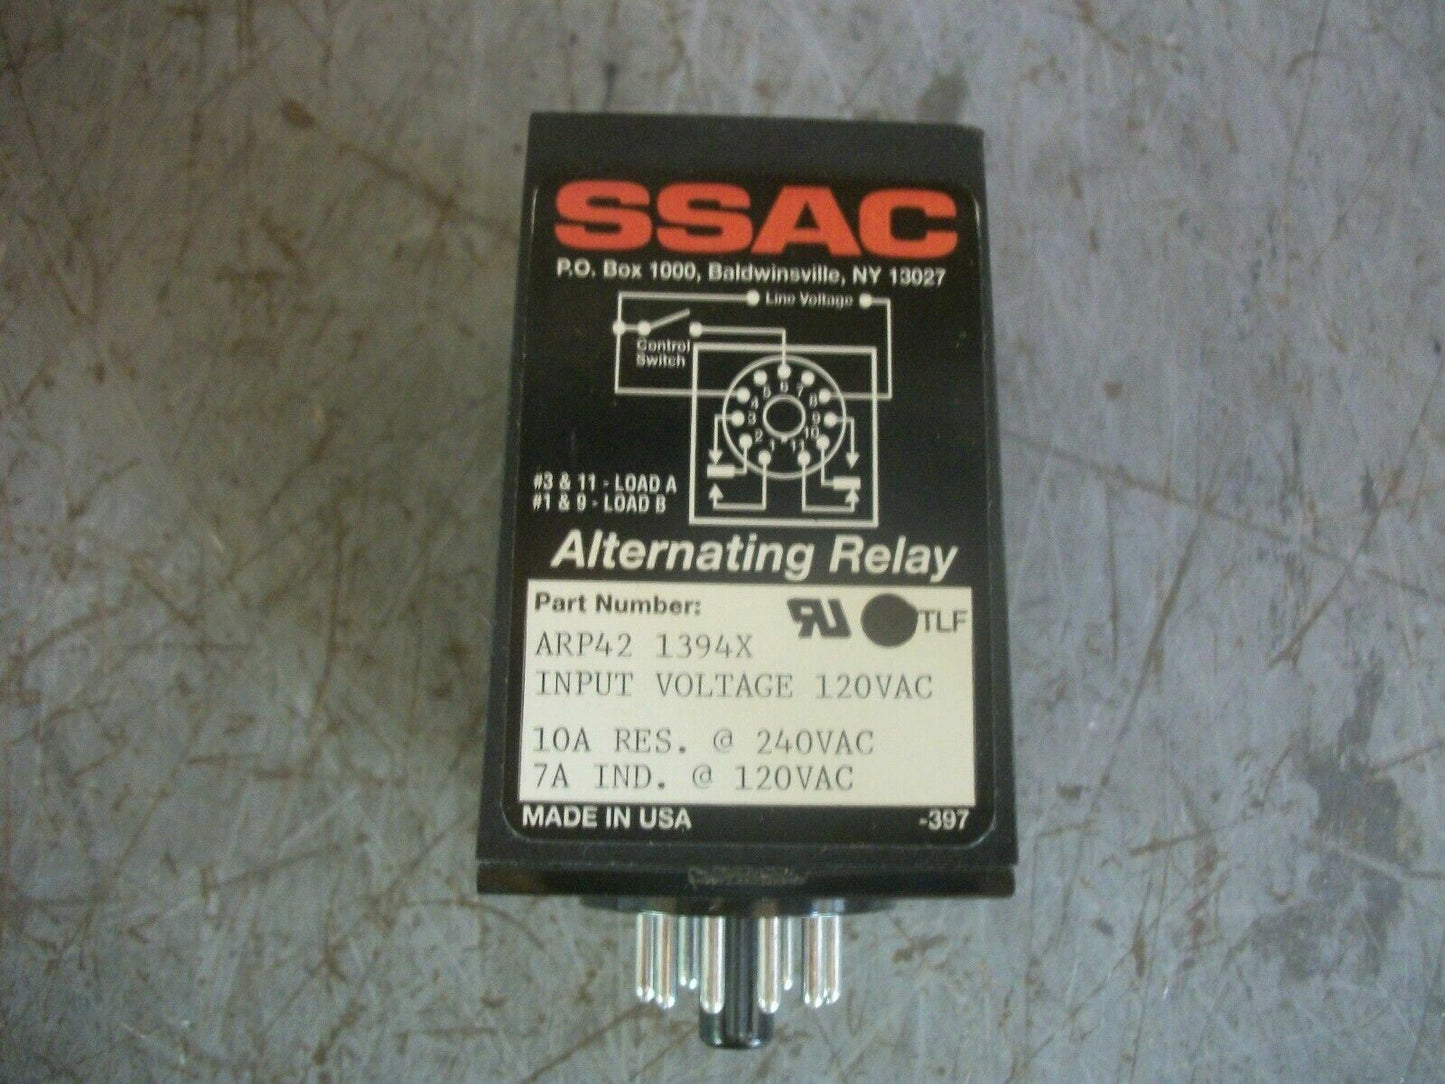 SSAC
P.O. Box 1000, Baldwinsville, NY 13027
Line Voltage
Control
Switch
5 6 7
4 8
3 9
2 10
1 11
#3 & 11 - LOAD A
#1 & 9 - LOAD B
Alternating Relay
Part Number:
TLF
ARP42 1394X
INPUT VOLTAGE 120VAC
10A RES. @ 240VAC
7A IND. @ 120VAC
MADE IN USA -397